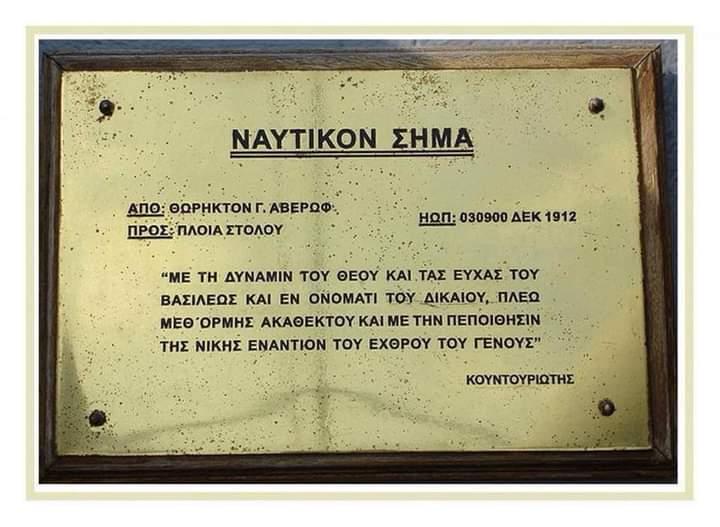 ΝΑΥΤΙΚΟΝ ΣΗΜΑ
ΑΠΘ: ΘΩΡΗΚΤΟΝ Γ. ΑΒΕΡΩΦ
ΗΩΠ: 030900 ΔΕΚ 1912
ΠΡΟΣ: ΠΛΟΙΑ ΣΤΟΛΟΥ
“ΜΕ ΤΗ ΔΥΝΑΜΙΝ ΤΟΥ ΘΕΟΥ ΚΑΙ ΤΑΣ ΕΥΧΑΣ ΤΟΥ
ΒΑΣΙΛΕΩΣ ΚΑΙ ΕΝ ΟΝΟΜΑΤΙ ΤΟΥ ΔΙΚΑΙΟΥ, ΠΛΕΩ
ΜΕΘ΄ΟΡΜΗΣ ΑΚΑΘΕΚΤΟΥ ΚΑΙ ΜΕ ΤΗΝ ΠΕΠΟΙΘΗΣΙΝ
ΤΗΣ ΝΙΚΗΣ ΕΝΑΝΤΙΟΝ ΤΟΥ ΕΧΘΡΟΥ ΤΟΥ ΓΕΝΟΥΣ”
ΚΟΥΝΤΟΥΡΙΩΤΗΣ